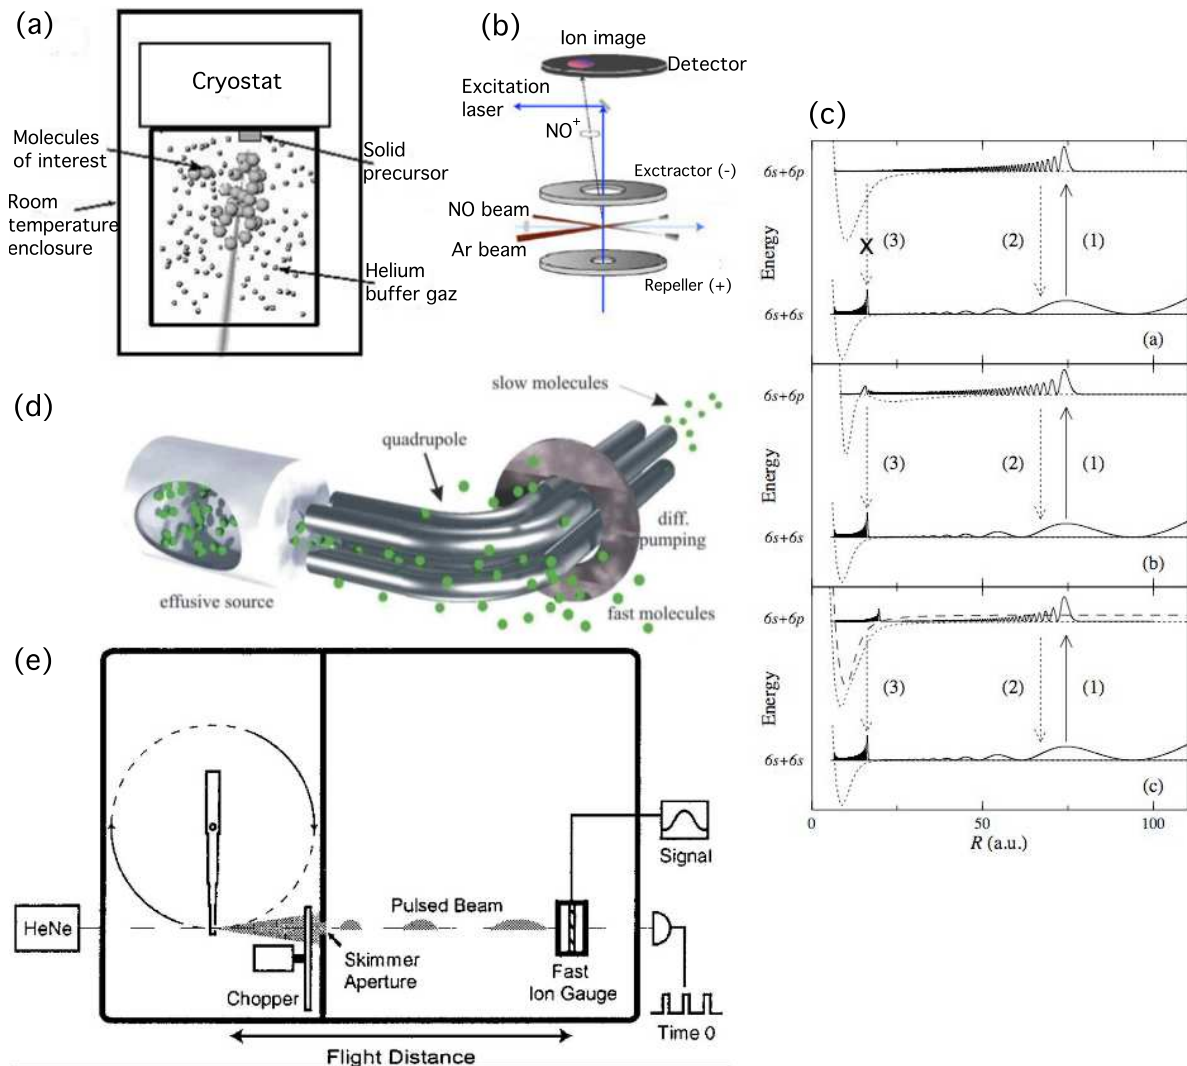 (a)
Cryostat
Molecules
of interest
Solid
precursor
Room
temperature
enclosure
Helium
buffer gaz
(b)
Ion image
Detector
Excitation
laser
NO+
Exctractor (-)
NO beam
Ar beam
Repeller (+)
(c)
6s+6p
Energy
X
(3)
(2)
(1)
6s+6s
(a)
6s+6p
Energy
(3)
(2)
(1)
6s+6s
(b)
6s+6p
Energy
(3)
(2)
(1)
6s+6s
(c)
0
50
100
R (a.u.)
(d)
slow molecules
quadrupole
diff.
pumping
effusive source
fast molecules
(e)
HeNe
Pulsed Beam
Signal
Skimmer
Aperture
Chopper
Fast
Ion Gauge
Time 0
Flight Distance